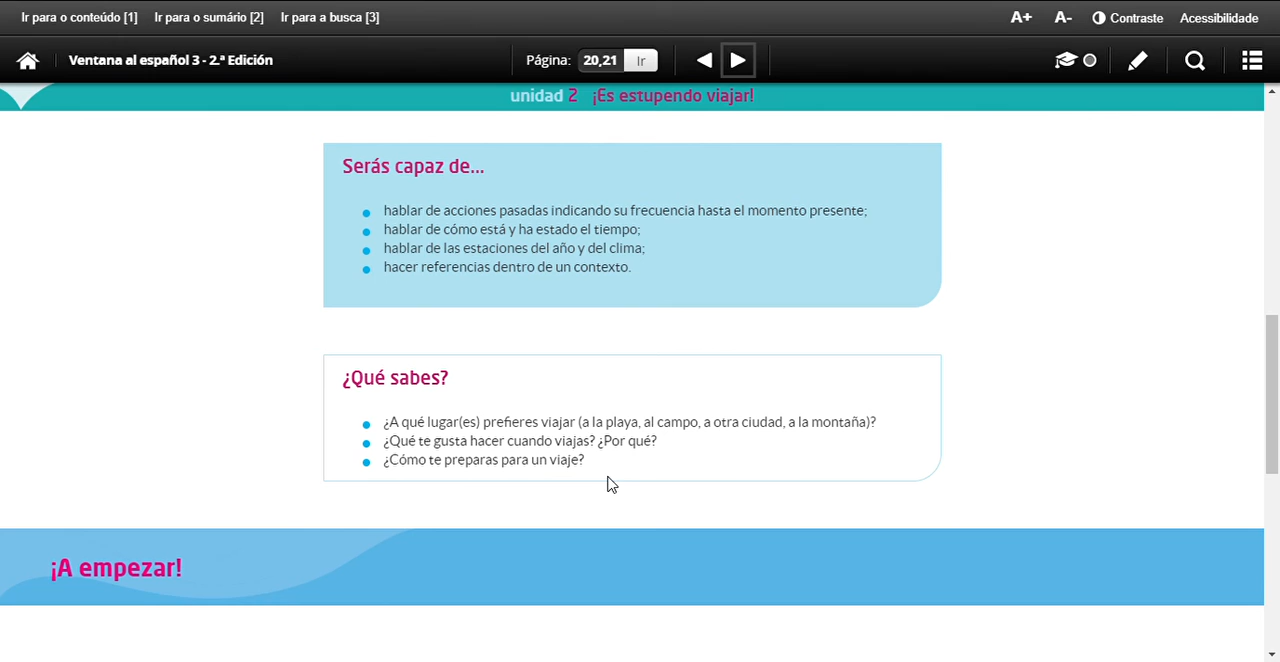 Ir para o conteúdo [1] Ir para o sumário [2] Ir para a busca [3] A+ A- Contraste Acessibilidade
Ventana al español 3 - 2.ª Edición Página: 20,21 Ir
unidad 2 ¡Es estupendo viajar!
Serás capaz de...
hablar de acciones pasadas indicando su frecuencia hasta el momento presente;
hablar de cómo está y ha estado el tiempo;
hablar de las estaciones del año y del clima;
hacer referencias dentro de un contexto.
¿Qué sabes?
¿A qué lugar(es) prefieres viajar (a la playa, al campo, a otra ciudad, a la montaña)?
¿Qué te gusta hacer cuando viajas? ¿Por qué?
¿Cómo te preparas para un viaje?
¡A empezar!